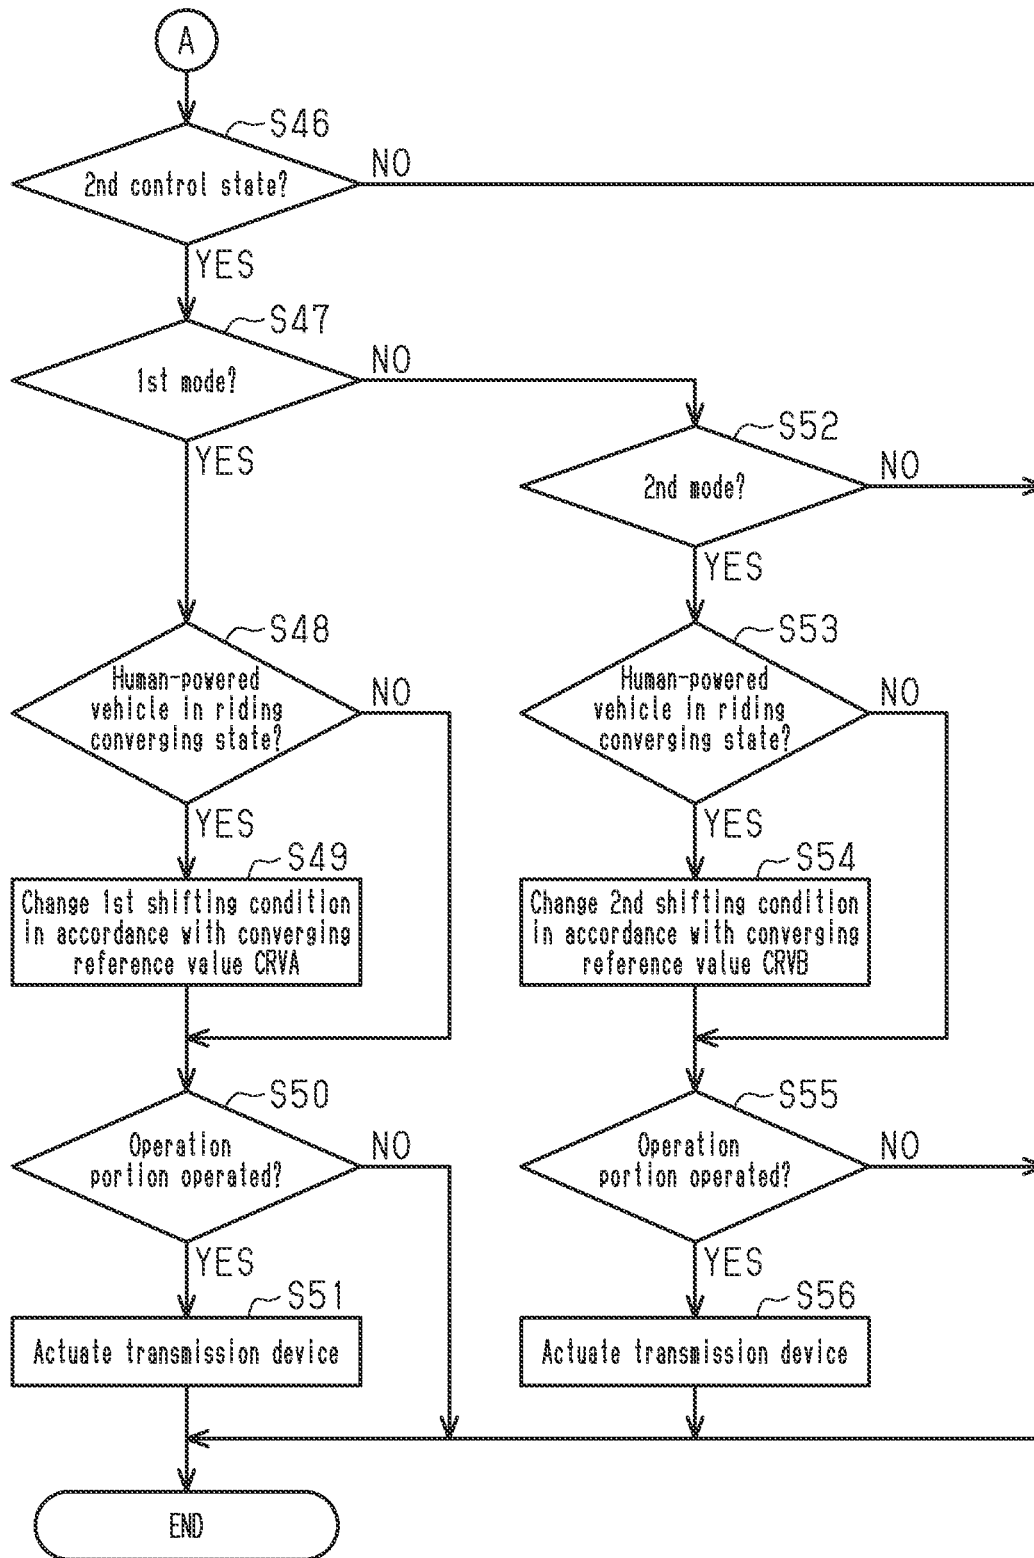 A
S46
2nd control state?
NO
YES
S47
1st mode?
NO
YES
S52
2nd mode?
NO
YES
S48
Human-powered
vehicle in riding
converging state?
NO
YES
S53
Human-powered
vehicle in riding
converging state?
NO
YES
S49
Change 1st shifting condition
in accordance with converging
reference value CRVA
S54
Change 2nd shifting condition
in accordance with converging
reference value CRVB
S50
Operation
portion operated?
NO
YES
S55
Operation
portion operated?
NO
YES
S51
Actuate transmission device
S56
Actuate transmission device
END